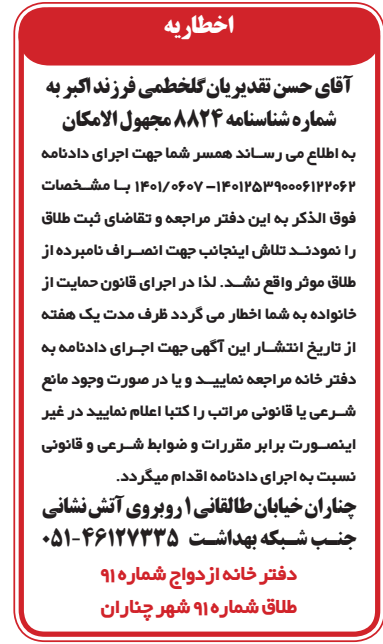 اخطاریه
آقای حسن تقدیریان گلخطمی فرزند اکبر به
شماره شناسنامه ۸۸۲۴ مجهول الامکان
به اطلاع می رساند همسر شما جهت اجرای دادنامه
۱۴۰۱۲۵۳۹۰۰۰۶۱۲۲۰۶۲– ۱۴۰۱/۰۶۰۷ با مشخصات
فوق الذکر به این دفتر مراجعه و تقاضای ثبت طلاق
را نمودند تلاش اینجانب جهت انصراف نامبرده از
طلاق موثر واقع نشد. لذا در اجرای قانون حمایت از
خانواده به شما اخطار می گردد ظرف مدت یک هفته
از تاریخ انتشار این آگهی جهت اجرای دادنامه به
دفتر خانه مراجعه نمایید و یا در صورت وجود مانع
شرعی یا قانونی مراتب را کتبا اعلام نمایید در غیر
اینصورت برابر مقررات و ضوابط شرعی و قانونی
نسبت به اجرای دادنامه اقدام میگردد.
چناران خیابان طالقانی ۱ روبروی آتش نشانی
جنب شبکه بهداشت ۴۶۱۲۷۳۳۵-۰۵۱
دفتر خانه ازدواج شماره ۹۱
طلاق شماره ۹۱ شهر چناران